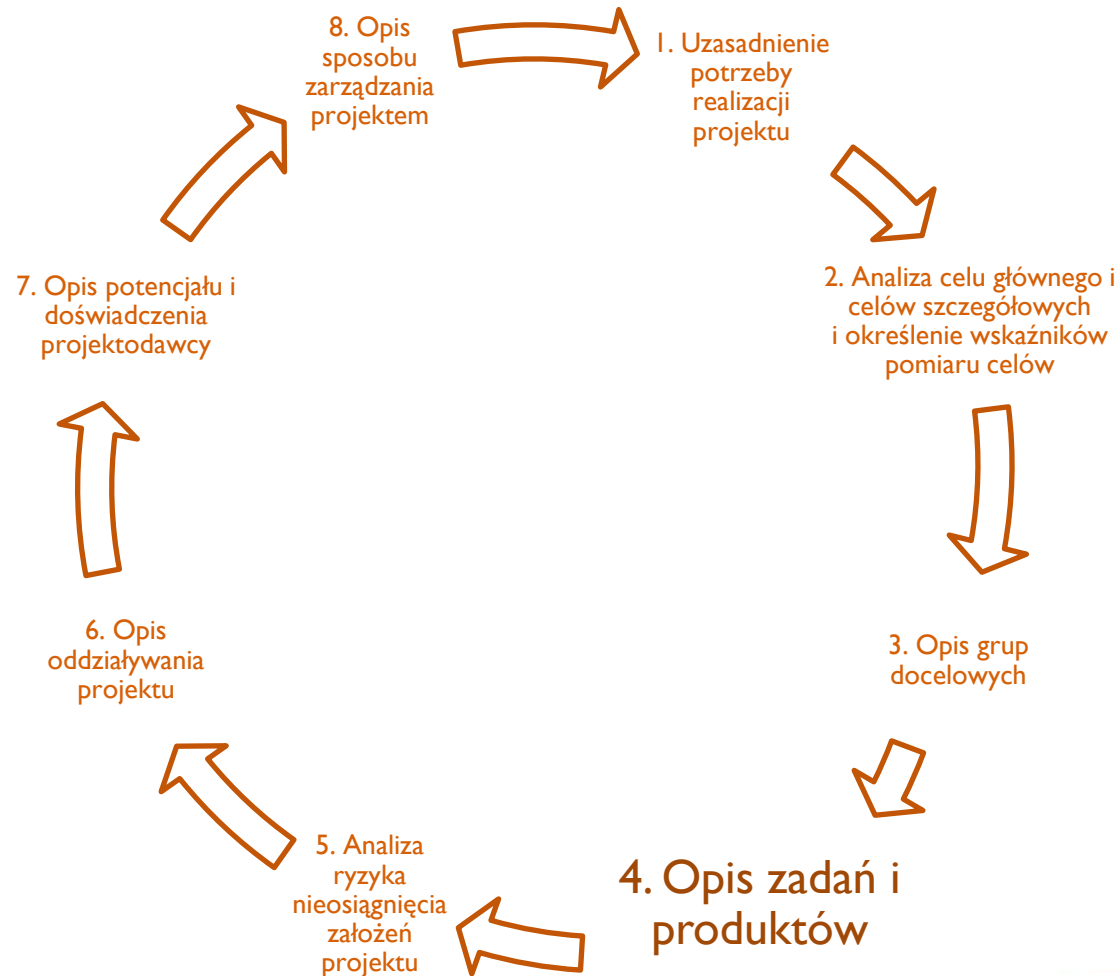 1. Uzasadnienie
potrzeby
realizacji
projektu
2. Analiza celu głównego i
celów szczegółowych
i określenie wskaźników
pomiaru celów
3. Opis grup
docelowych
4. Opis zadań i
produktów
5. Analiza
ryzyka
nieosiągnięcia
założeń
projektu
6. Opis
oddziaływania
projektu
7. Opis potencjału i
doświadczenia
projektodawcy
8. Opis
sposobu
zarządzania
projektem